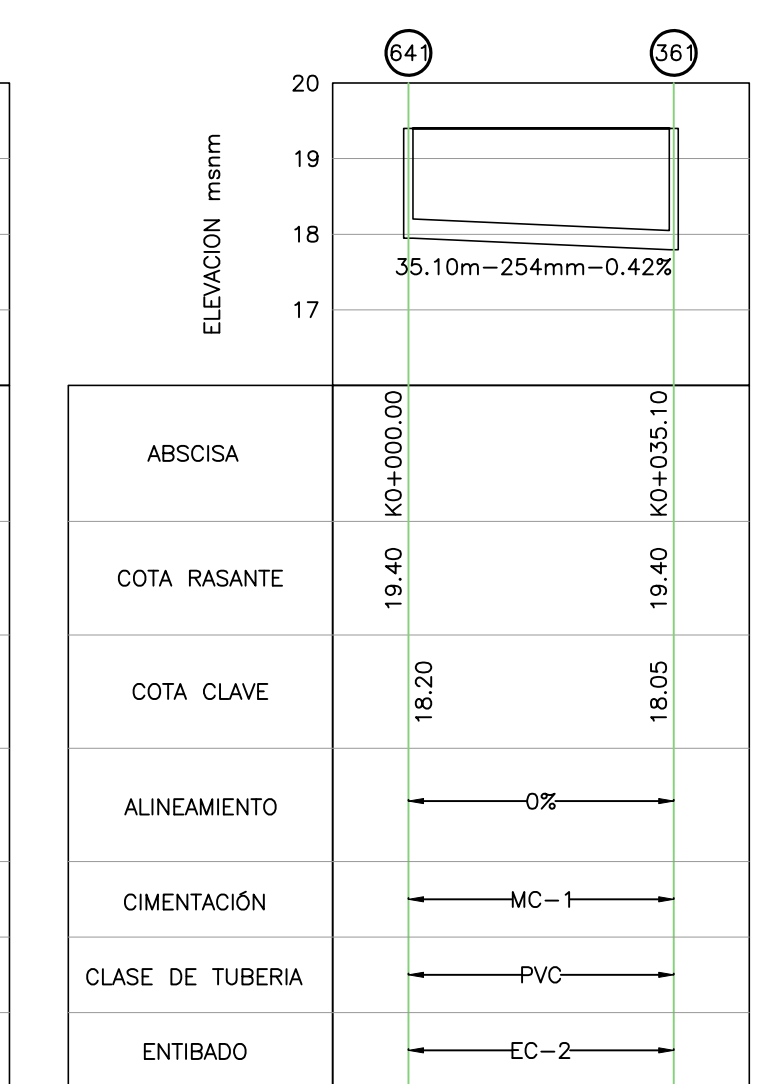 641 361
20
19
18
17
ELEVACION msnm
35.10m-254mm-0.42%
ABSCISA K0+000.00 K0+035.10
COTA RASANTE 19.40 19.40
COTA CLAVE 18.20 18.05
ALINEAMIENTO 0%
CIMENTACIÓN MC-1
CLASE DE TUBERIA PVC
ENTIBADO EC-2